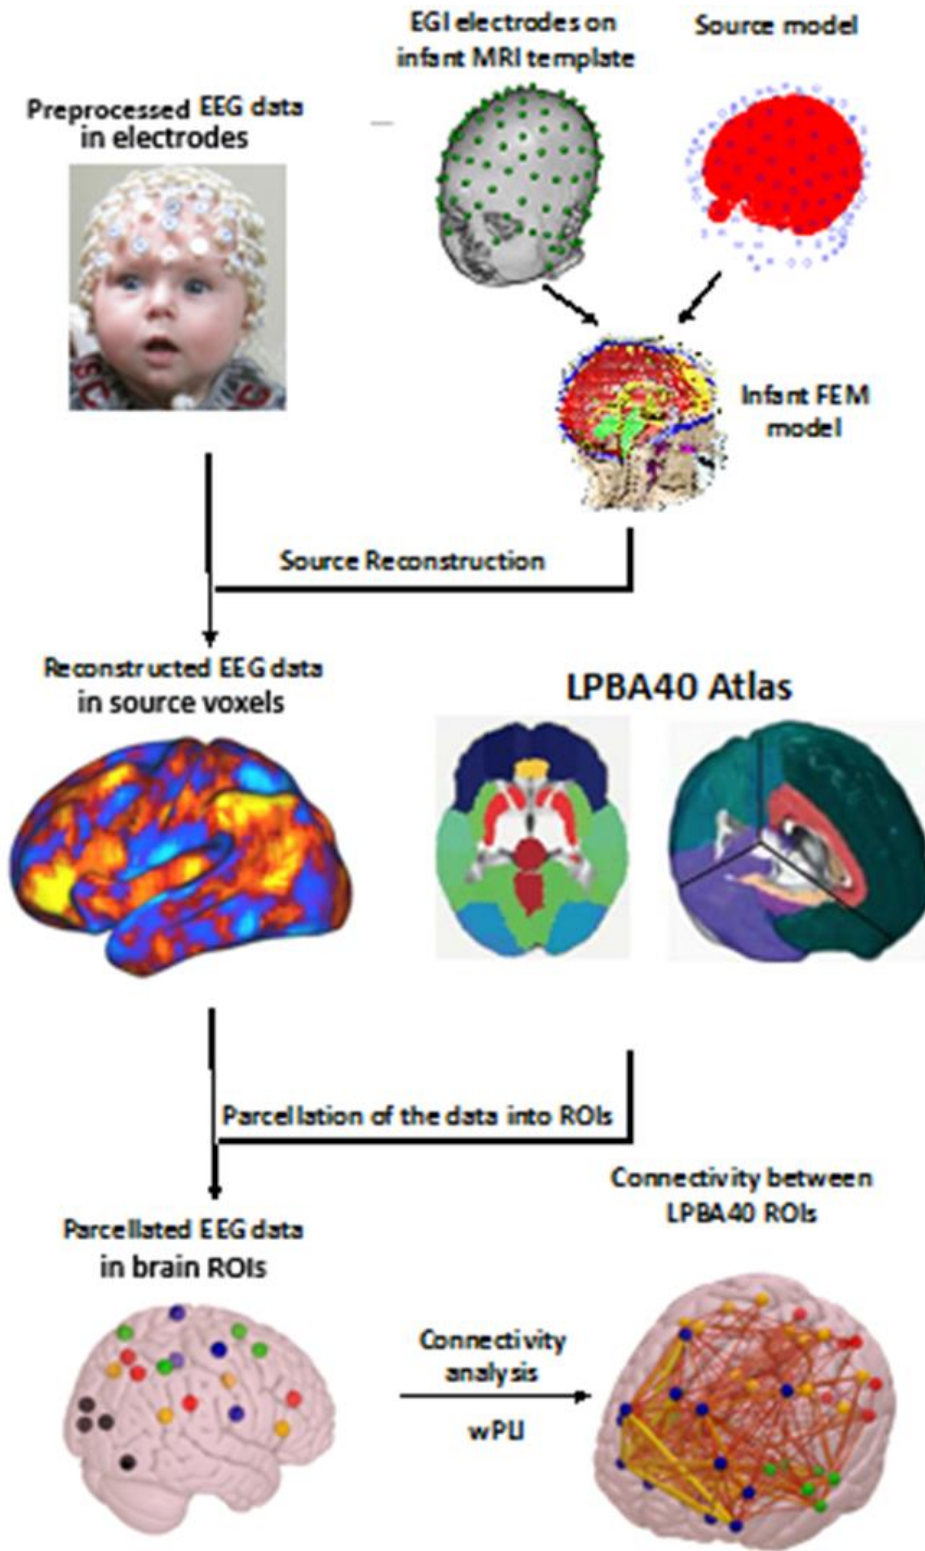 EGI electrodes on
infant MRI template
Source model
Preprocessed EEG data
in electrodes
Infant FEM
model
Source Reconstruction
Reconstructed EEG data
in source voxels
LPBA40 Atlas
Parcellation of the data into ROIs
Connectivity between
LPBA40 ROIs
Parcellated EEG data
in brain ROIs
Connectivity
analysis
wPLI